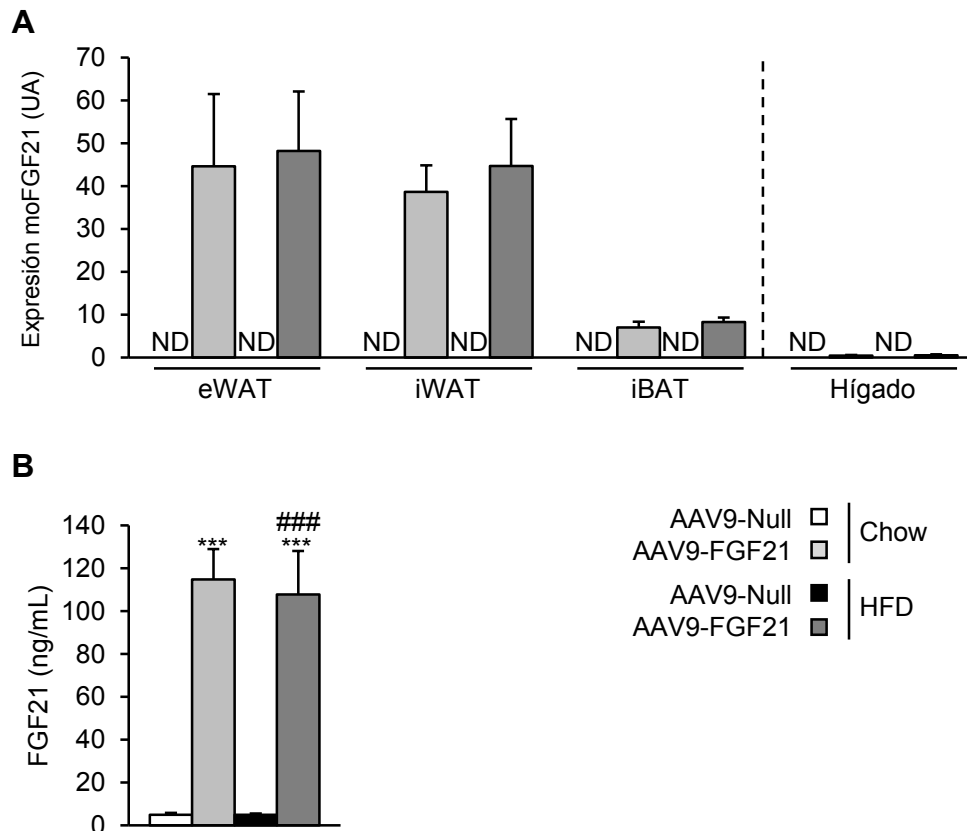 A
Expresión moFGF21 (UA)
70
60
50
40
30
20
10
0
ND ND ND ND ND ND ND ND
eWAT iWAT iBAT Hígado
B
FGF21 (ng/mL)
140
120
100
80
60
40
20
0
###
*** ***
AAV9-Null
AAV9-FGF21
Chow
AAV9-Null
AAV9-FGF21
HFD